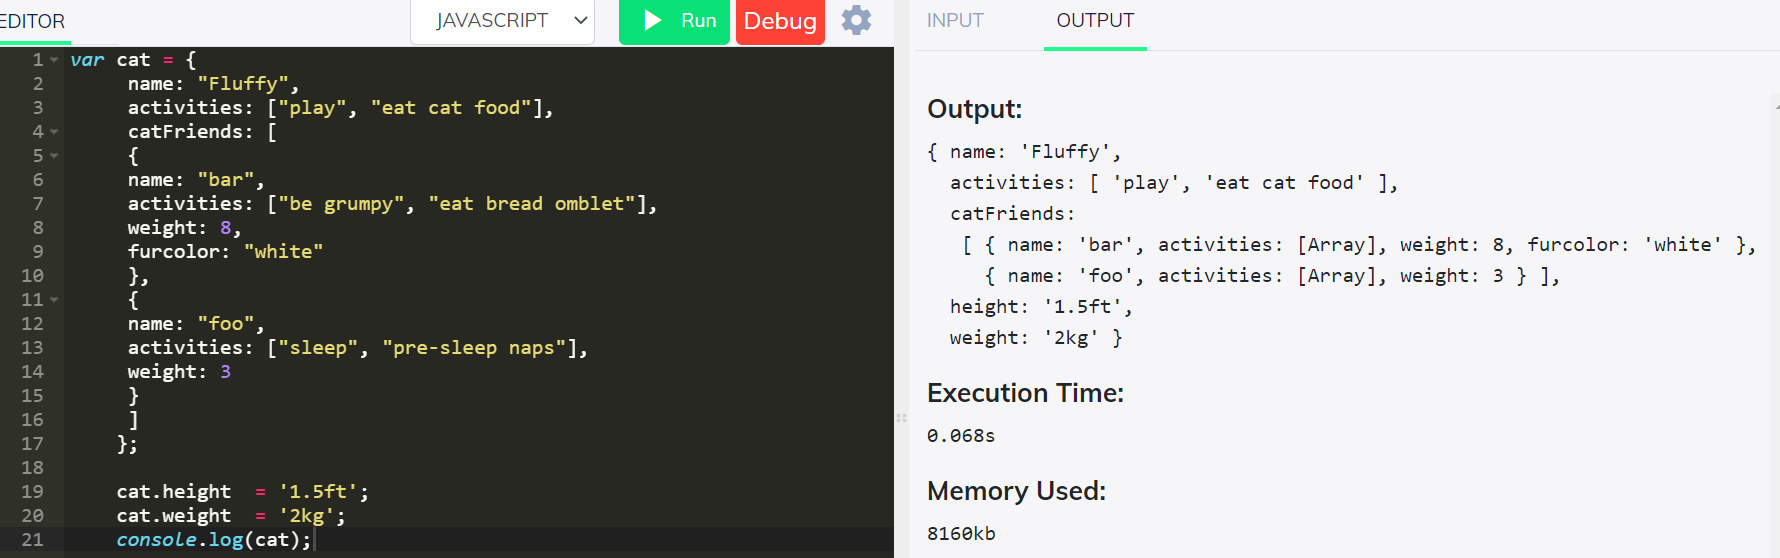 EDITOR
JAVASCRIPT
Run
Debug
INPUT
OUTPUT
1 var cat = {
2 name: "Fluffy",
3 activities: ["play", "eat cat food"],
4 catFriends: [
5 {
6 name: "bar",
7 activities: ["be grumpy", "eat bread omblet"],
8 weight: 8,
9 furcolor: "white"
10 },
11 {
12 name: "foo",
13 activities: ["sleep", "pre-sleep naps"],
14 weight: 3
15 }
16 ]
17 };
18
19 cat.height  = '1.5ft';
20 cat.weight  = '2kg';
21 console.log(cat);
Output:
{ name: 'Fluffy',
activities: [ 'play', 'eat cat food' ],
catFriends:
[ { name: 'bar', activities: [Array], weight: 8, furcolor: 'white' },
{ name: 'foo', activities: [Array], weight: 3 } ],
height: '1.5ft',
weight: '2kg' }
Execution Time:
0.068s
Memory Used:
8160kb